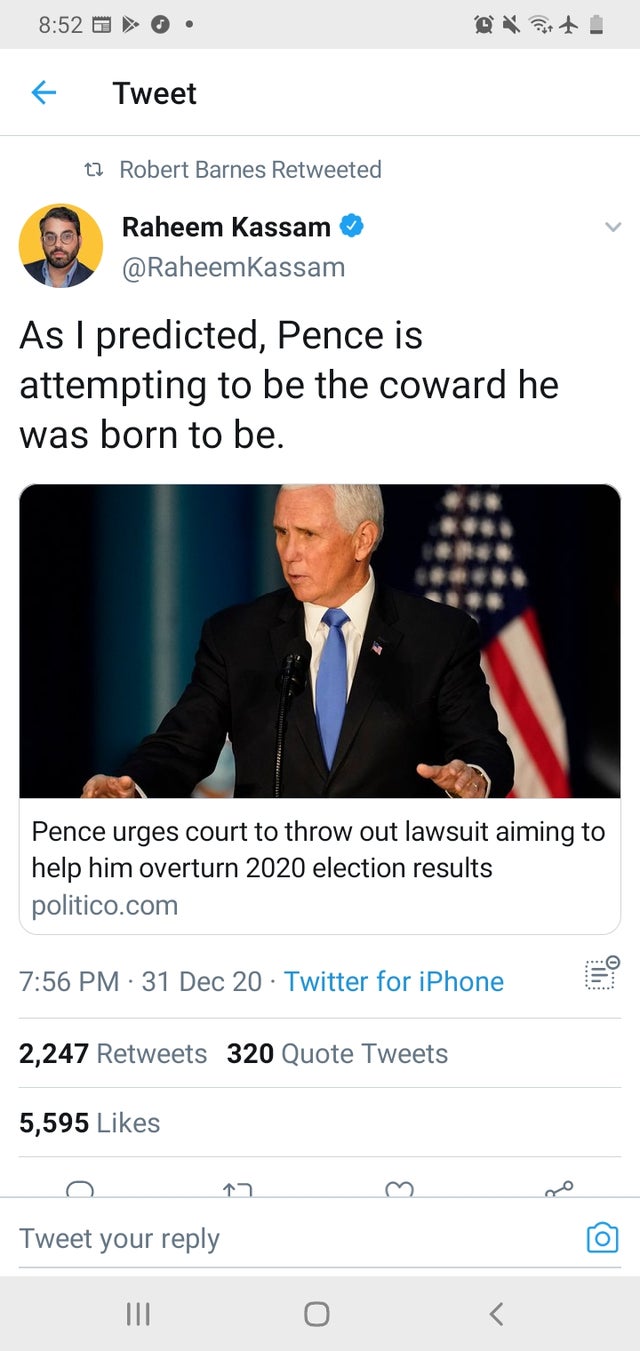 8:52
Tweet
Robert Barnes Retweeted
Raheem Kassam
@RaheemKassam
As I predicted, Pence is
attempting to be the coward he
was born to be.
Pence urges court to throw out lawsuit aiming to
help him overturn 2020 election results
politico.com
7:56 PM · 31 Dec 20 · Twitter for iPhone
2,247 Retweets 320 Quote Tweets
5,595 Likes
Tweet your reply